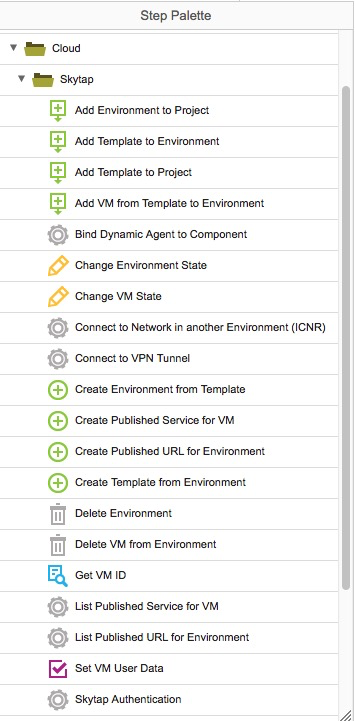 Step Palette
Cloud
Skytap
Add Environment to Project
Add Template to Environment
Add Template to Project
Add VM from Template to Environment
Bind Dynamic Agent to Component
Change Environment State
Change VM State
Connect to Network in another Environment (ICNR)
Connect to VPN Tunnel
Create Environment from Template
Create Published Service for VM
Create Published URL for Environment
Create Template from Environment
Delete Environment
Delete VM from Environment
Get VM ID
List Published Service for VM
List Published URL for Environment
Set VM User Data
Skytap Authentication